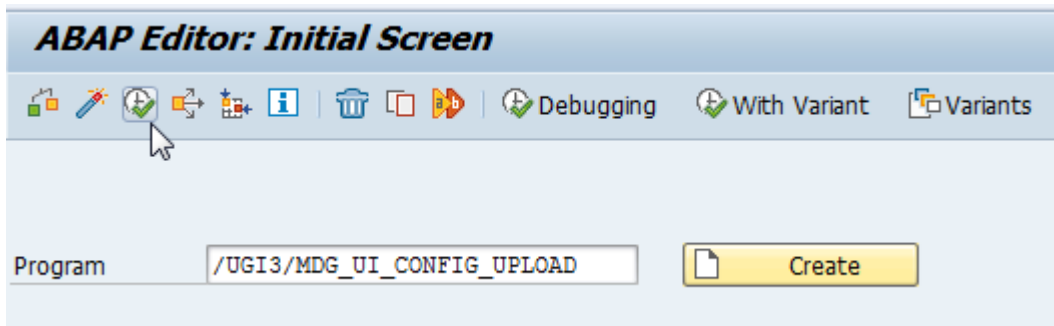 ABAP Editor: Initial Screen
Debugging With Variant Variants
Program /UGI3/MDG_UI_CONFIG_UPLOAD Create